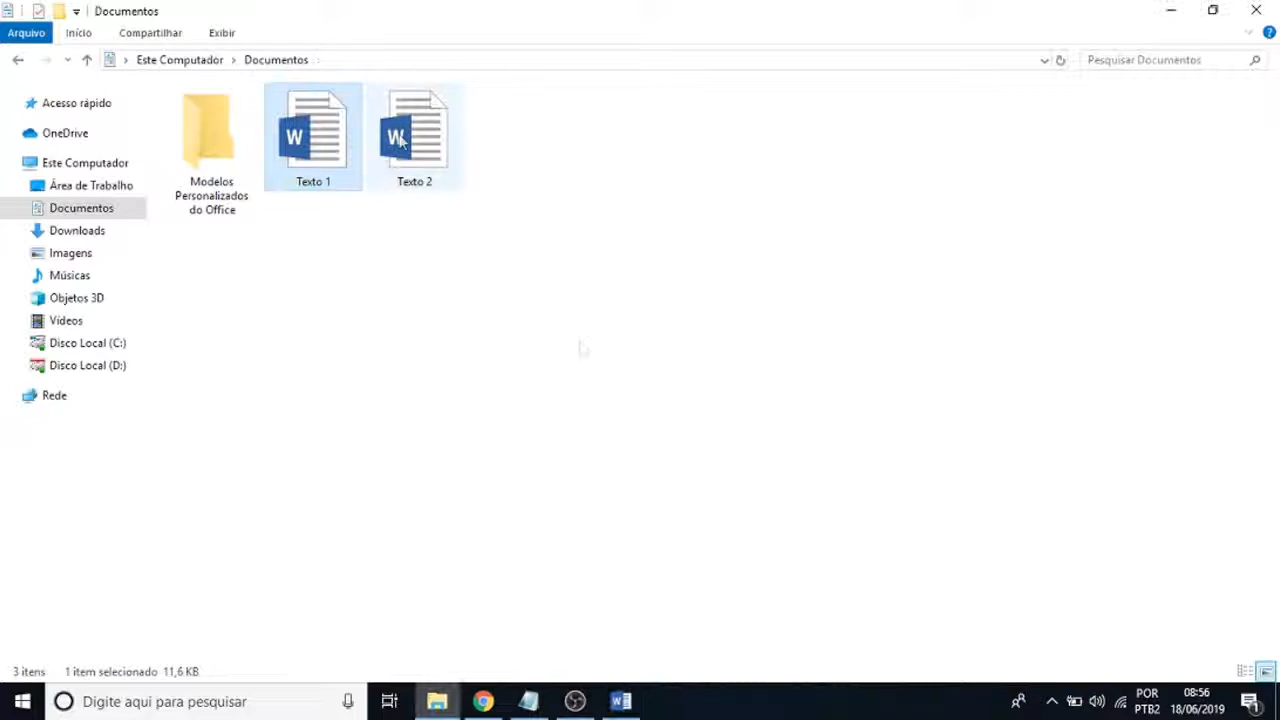 Documentos
Arquivo Início Compartilhar Exibir
Este Computador Documentos
Pesquisar Documentos
Acesso rápido
OneDrive
Este Computador
Área de Trabalho
Documentos
Downloads
Imagens
Músicas
Objetos 3D
Vídeos
Disco Local (C:)
Disco Local (D:)
Rede
Modelos
Personalizados
do Office
W
Texto 1
W
Texto 2
3 itens 1 item selecionado 11,6 KB
Digite aqui para pesquisar
W
POR
PTB2
08:56
18/06/2019
1